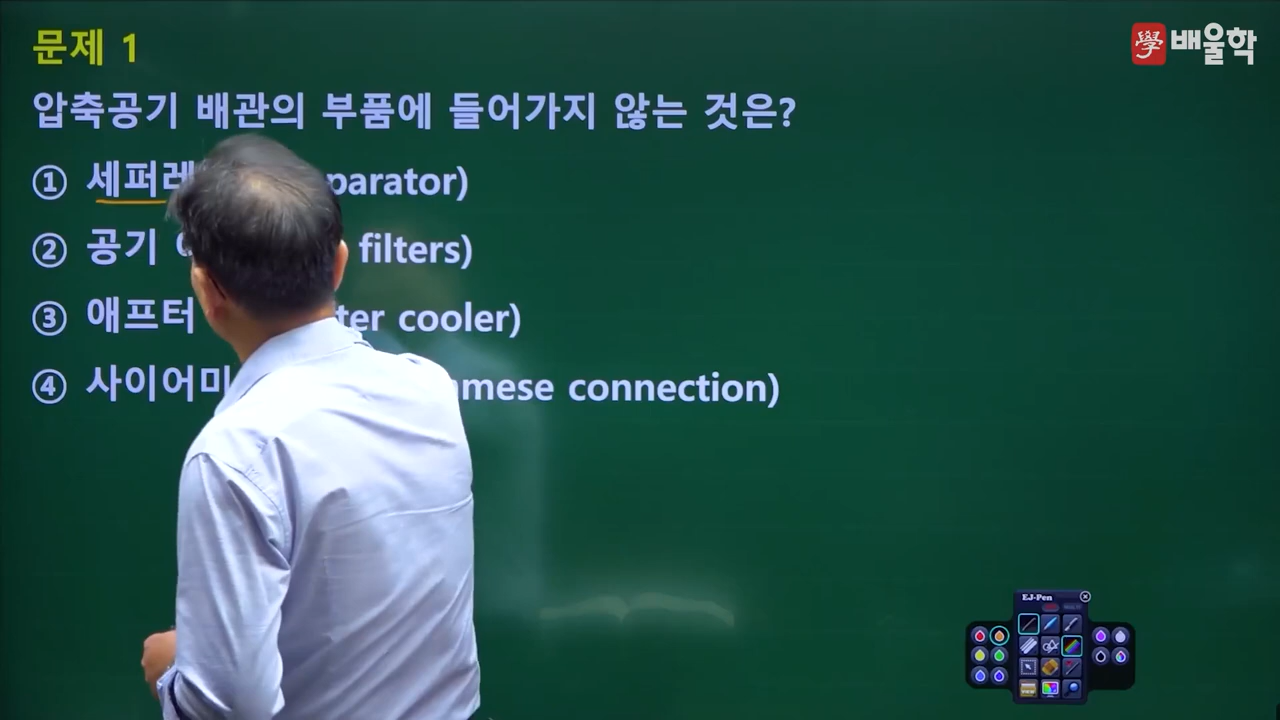 문제 1
學 배울학
압축공기 배관의 부품에 들어가지 않는 것은?
① 세퍼레 parator)
② 공기 filters)
③ 애프터 ter cooler)
④ 사이어미 mese connection)
EJ-Pen